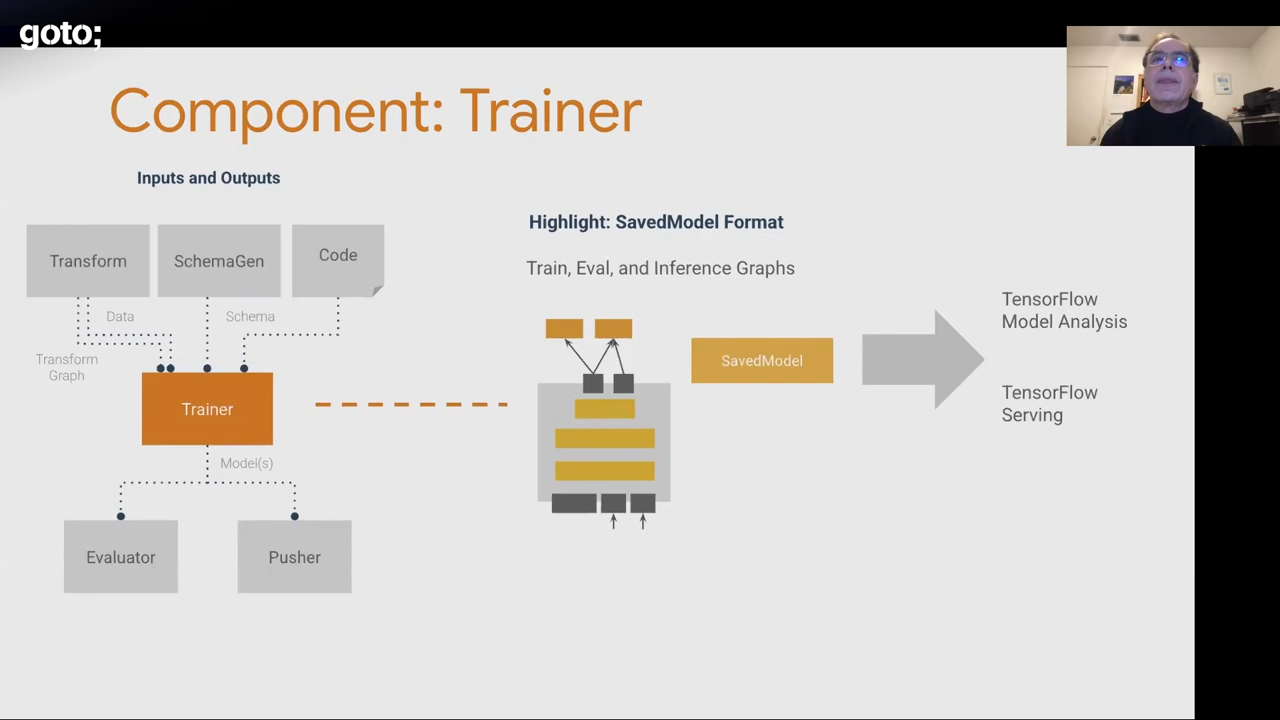 goto;
Component: Trainer
Inputs and Outputs
Transform
SchemaGen
Code
Data
Schema
Transform
Graph
Trainer
Model(s)
Evaluator
Pusher
Highlight: SavedModel Format
Train, Eval, and Inference Graphs
SavedModel
TensorFlow
Model Analysis
TensorFlow
Serving